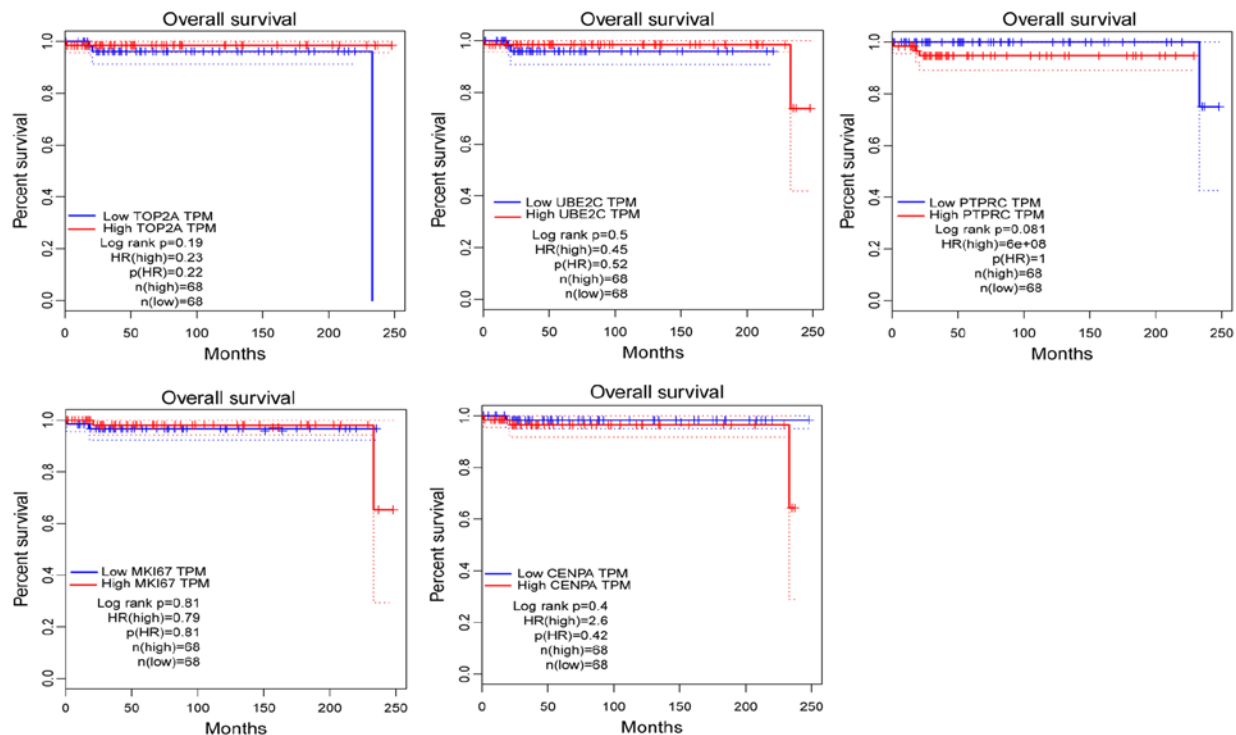 Overall survival
Percent survival
1.0
0.8
0.6
0.4
0.2
0.0
Low TOP2A TPM
High TOP2A TPM
Log rank p=0.19
HR(high)=0.23
p(HR)=0.22
n(high)=68
n(low)=68
0 50 100 150 200 250
Months
Overall survival
Percent survival
1.0
0.8
0.6
0.4
0.2
0.0
Low UBE2C TPM
High UBE2C TPM
Log rank p=0.5
HR(high)=0.45
p(HR)=0.52
n(high)=68
n(low)=68
0 50 100 150 200 250
Months
Overall survival
Percent survival
1.0
0.8
0.6
0.4
0.2
0.0
Low PTPRC TPM
High PTPRC TPM
Log rank p=0.081
HR(high)=6e+08
p(HR)=1
n(high)=68
n(low)=68
0 50 100 150 200 250
Months
Overall survival
Percent survival
1.0
0.8
0.6
0.4
0.2
0.0
Low MKI67 TPM
High MKI67 TPM
Log rank p=0.81
HR(high)=0.79
p(HR)=0.81
n(high)=68
n(low)=68
0 50 100 150 200 250
Months
Overall survival
Percent survival
1.0
0.8
0.6
0.4
0.2
0.0
Low CENPA TPM
High CENPA TPM
Log rank p=0.4
HR(high)=2.6
p(HR)=0.42
n(high)=68
n(low)=68
0 50 100 150 200 250
Months